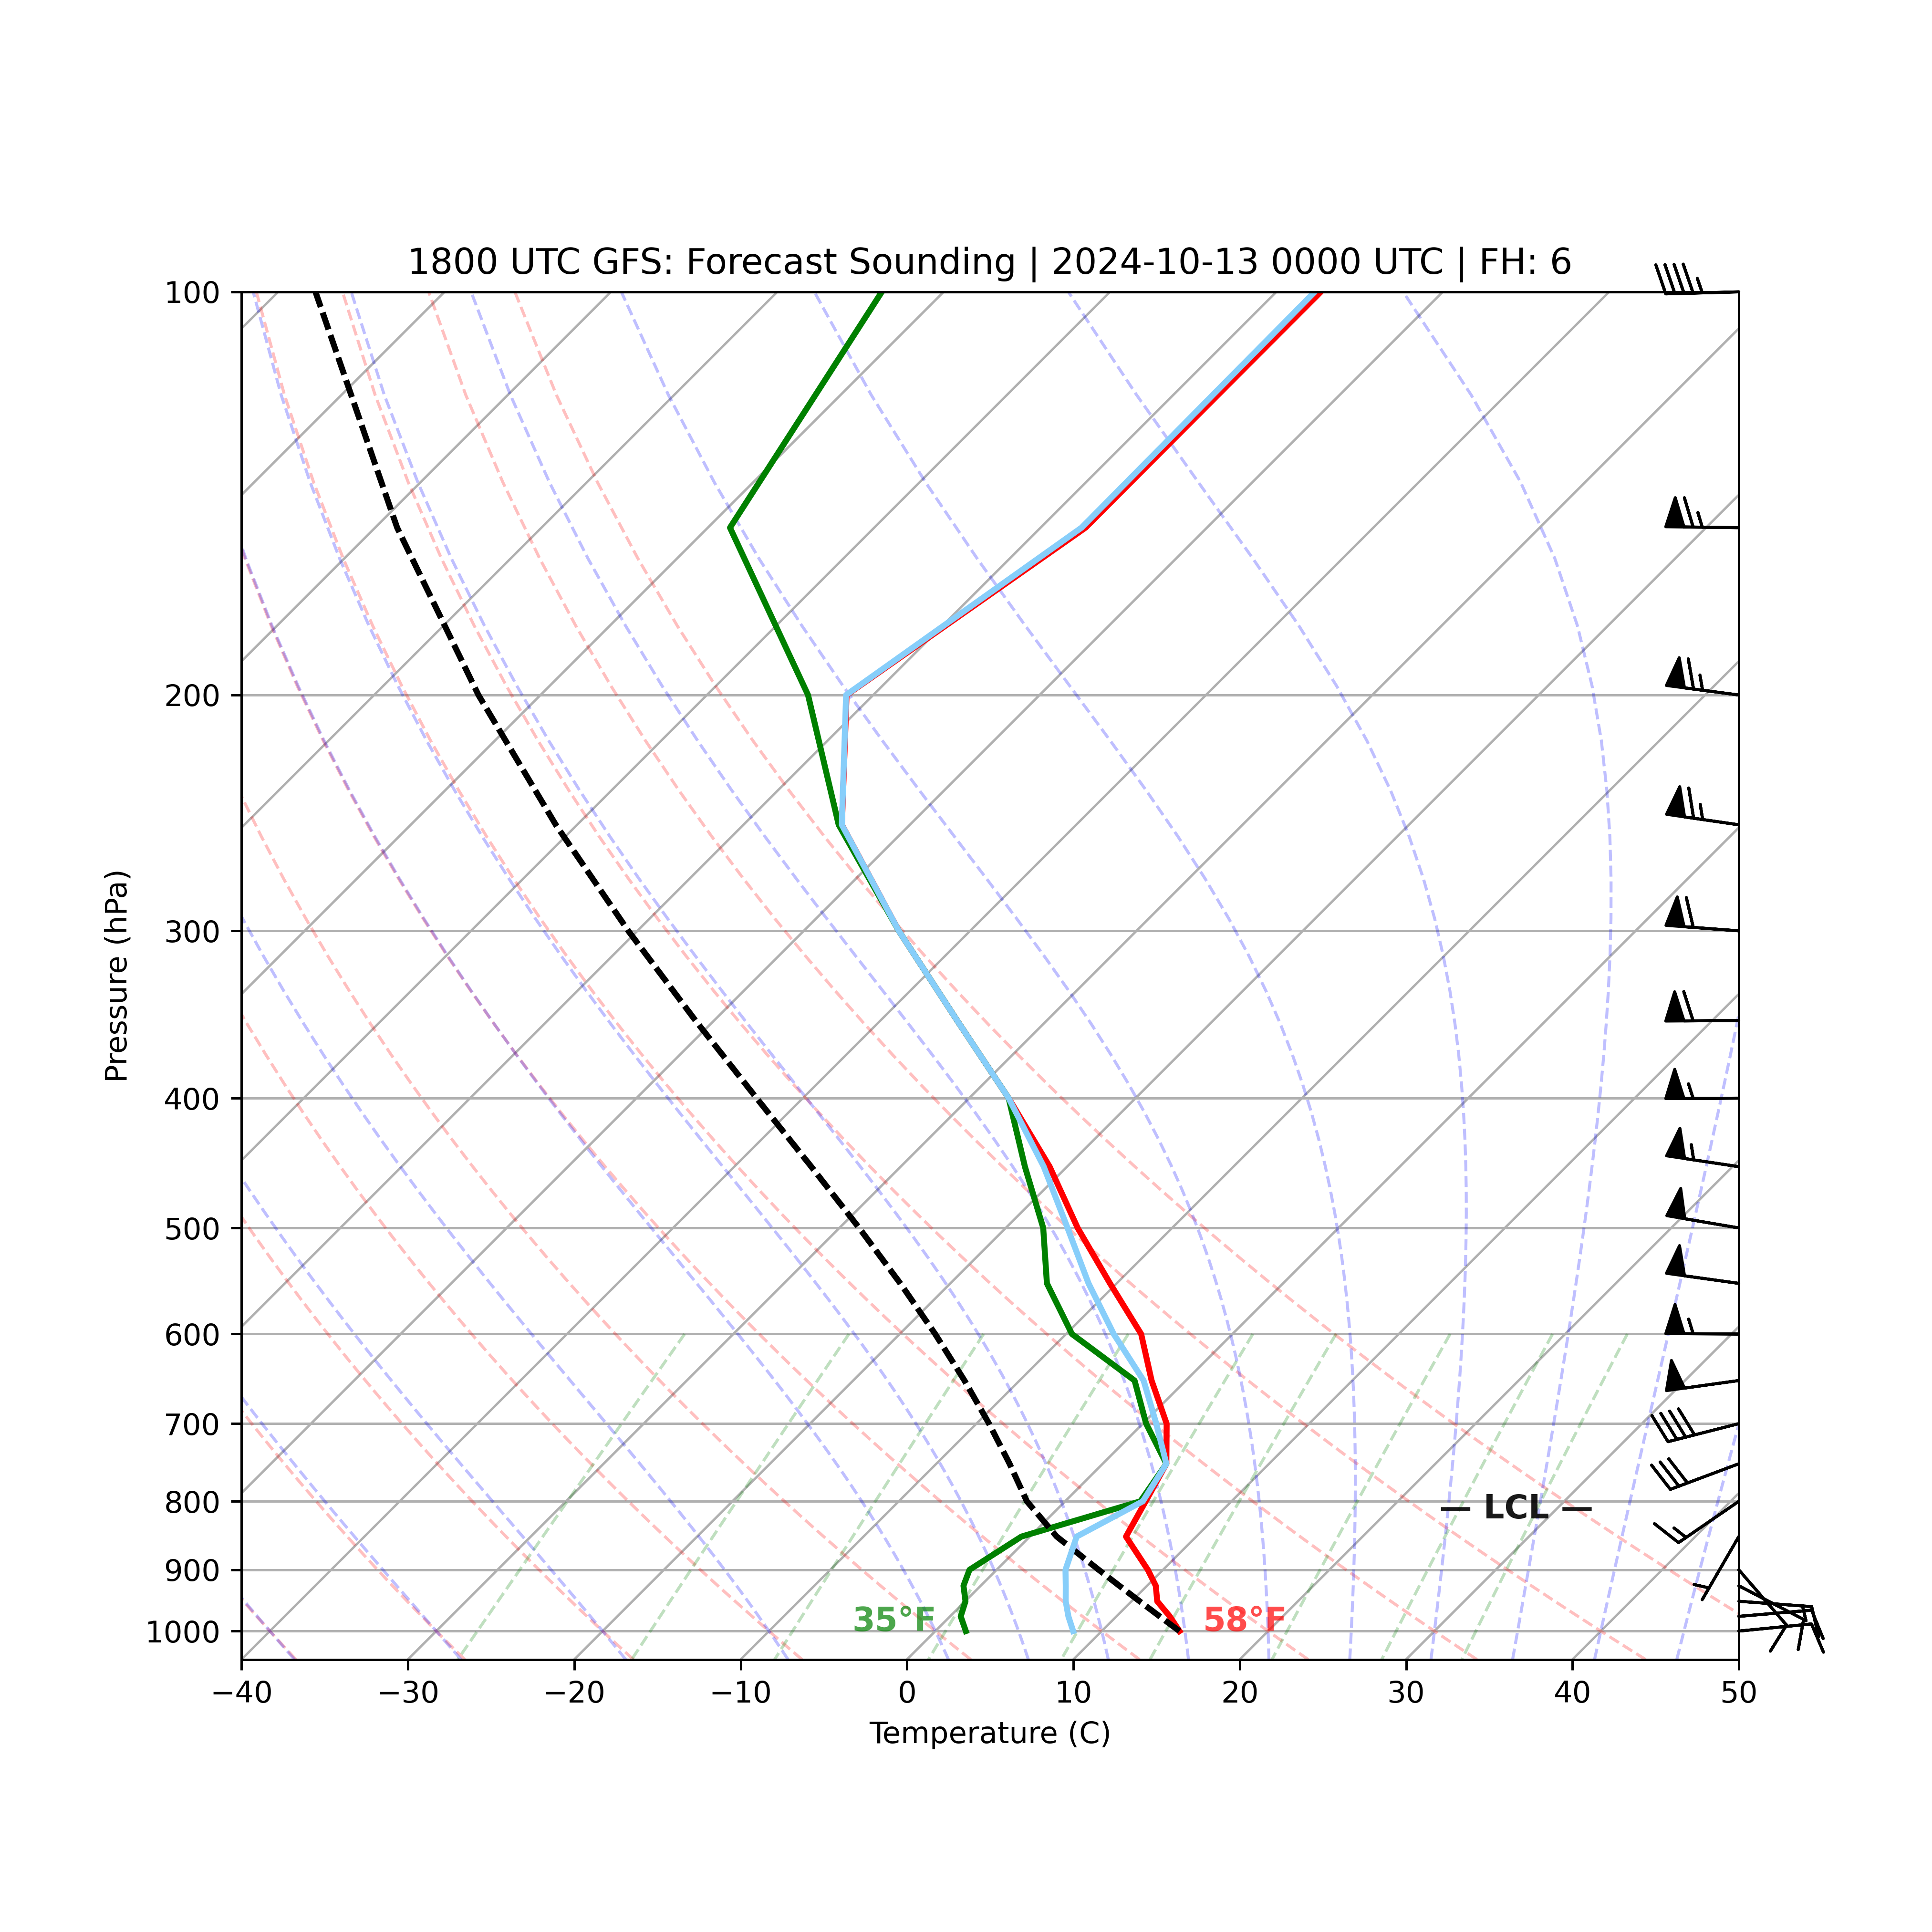 1800 UTC GFS: Forecast Sounding | 2024-10-13 0000 UTC | FH: 6
100
200
300
400
500
600
700
800
900
1000
Pressure (hPa)
— LCL —
35°F
58°F
−40 −30 −20 −10 0 10 20 30 40 50
Temperature (C)